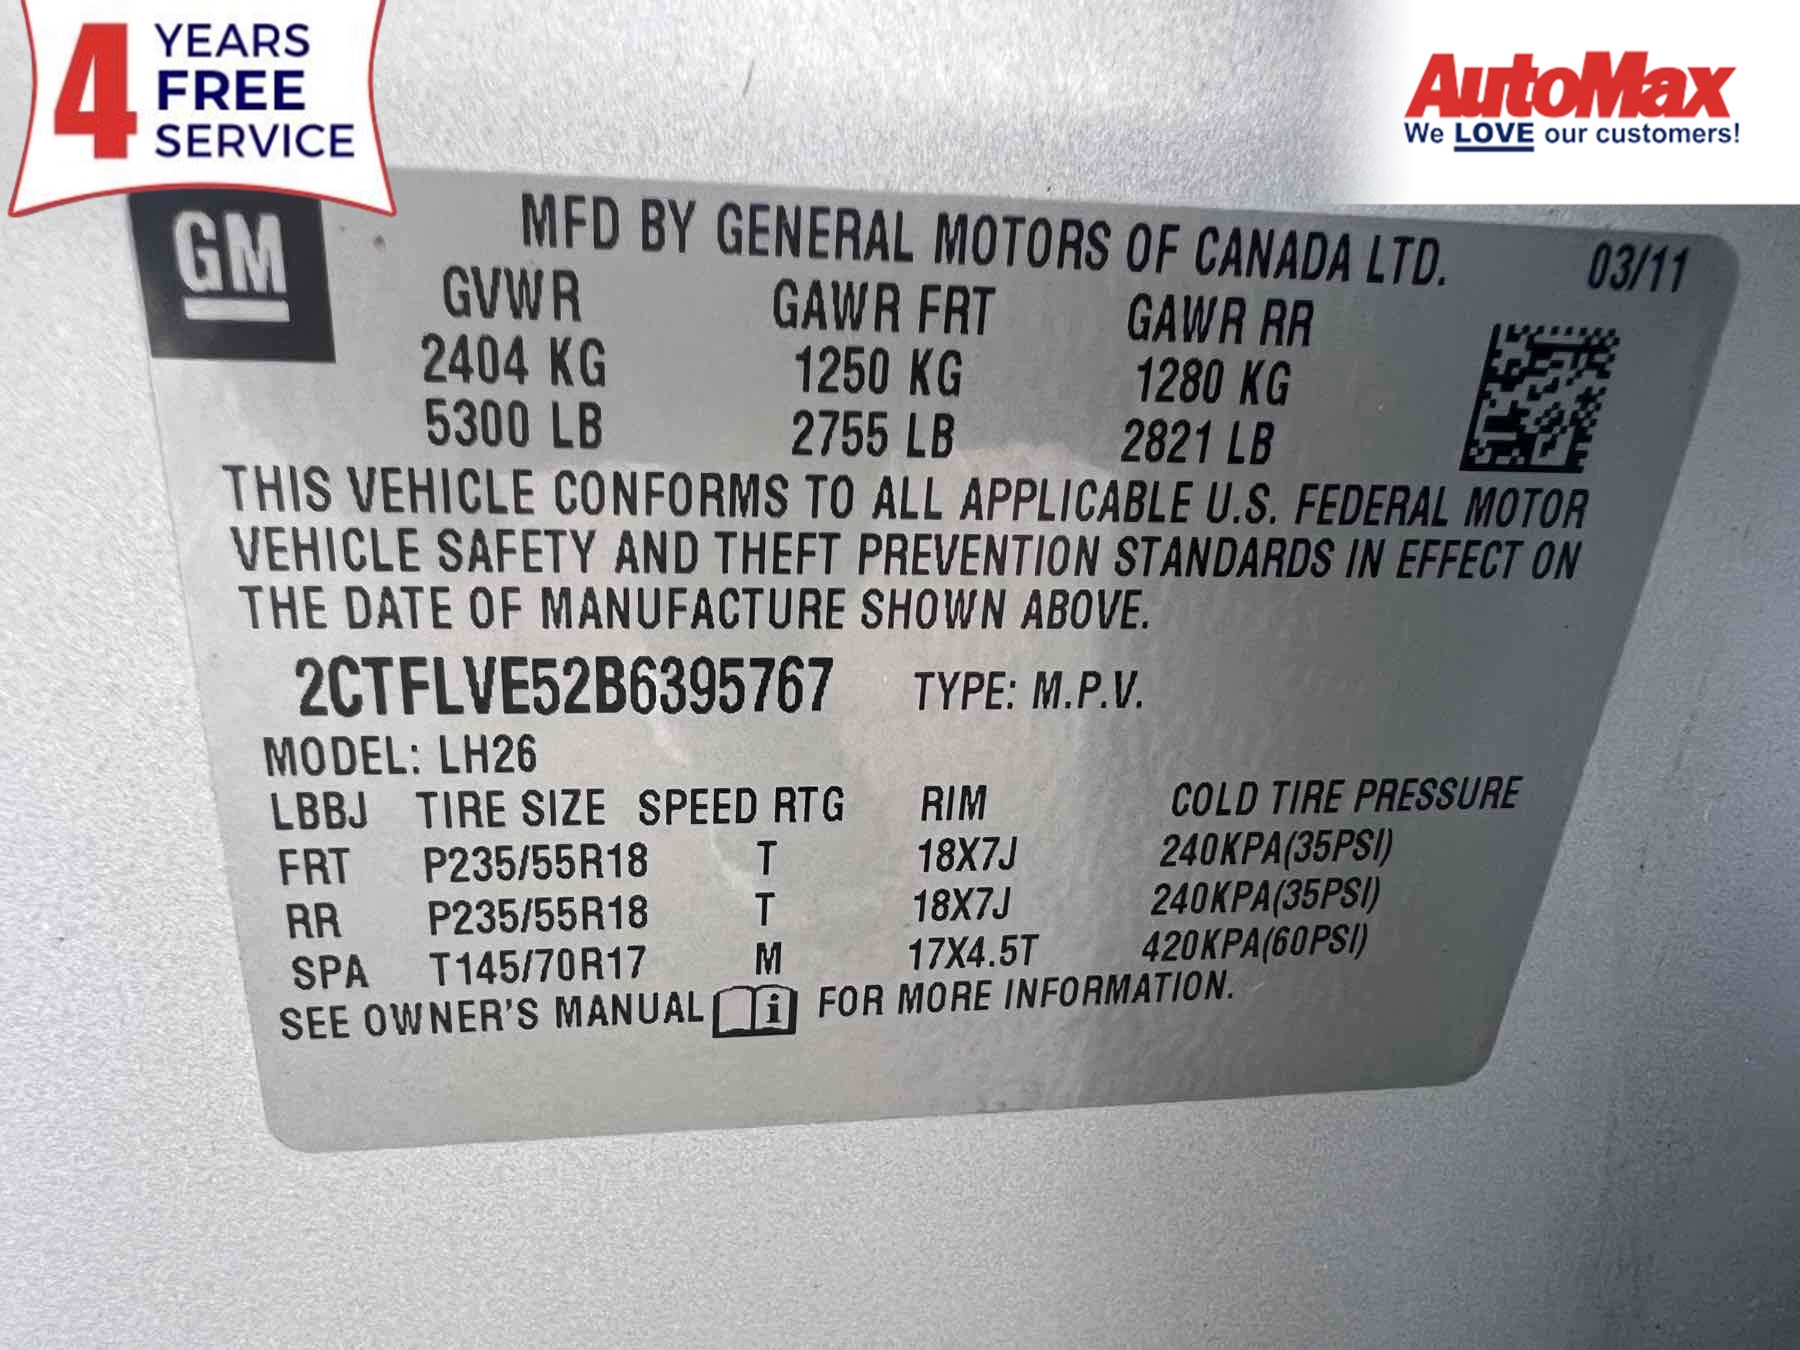 4 YEARS
FREE
SERVICE
AutoMax
We LOVE our customers!
GM
MFD BY GENERAL MOTORS OF CANADA LTD. 03/11
GVWR GAWR FRT GAWR RR
2404 KG 1250 KG 1280 KG
5300 LB 2755 LB 2821 LB
THIS VEHICLE CONFORMS TO ALL APPLICABLE U.S. FEDERAL MOTOR
VEHICLE SAFETY AND THEFT PREVENTION STANDARDS IN EFFECT ON
THE DATE OF MANUFACTURE SHOWN ABOVE.
2CTFLVE52B6395767 TYPE: M.P.V.
MODEL: LH26
LBBJ TIRE SIZE SPEED RTG RIM COLD TIRE PRESSURE
FRT P235/55R18 T 18X7J 240KPA(35PSI)
RR P235/55R18 T 18X7J 240KPA(35PSI)
SPA T145/70R17 M 17X4.5T 420KPA(60PSI)
SEE OWNER'S MANUAL i FOR MORE INFORMATION.